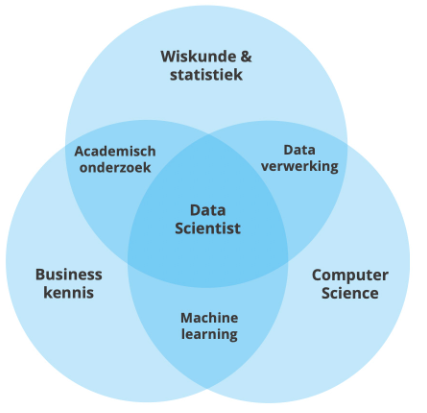 Wiskunde &
statistiek
Academisch
onderzoek
Data
verwerking
Data
Scientist
Business
kennis
Computer
Science
Machine
learning